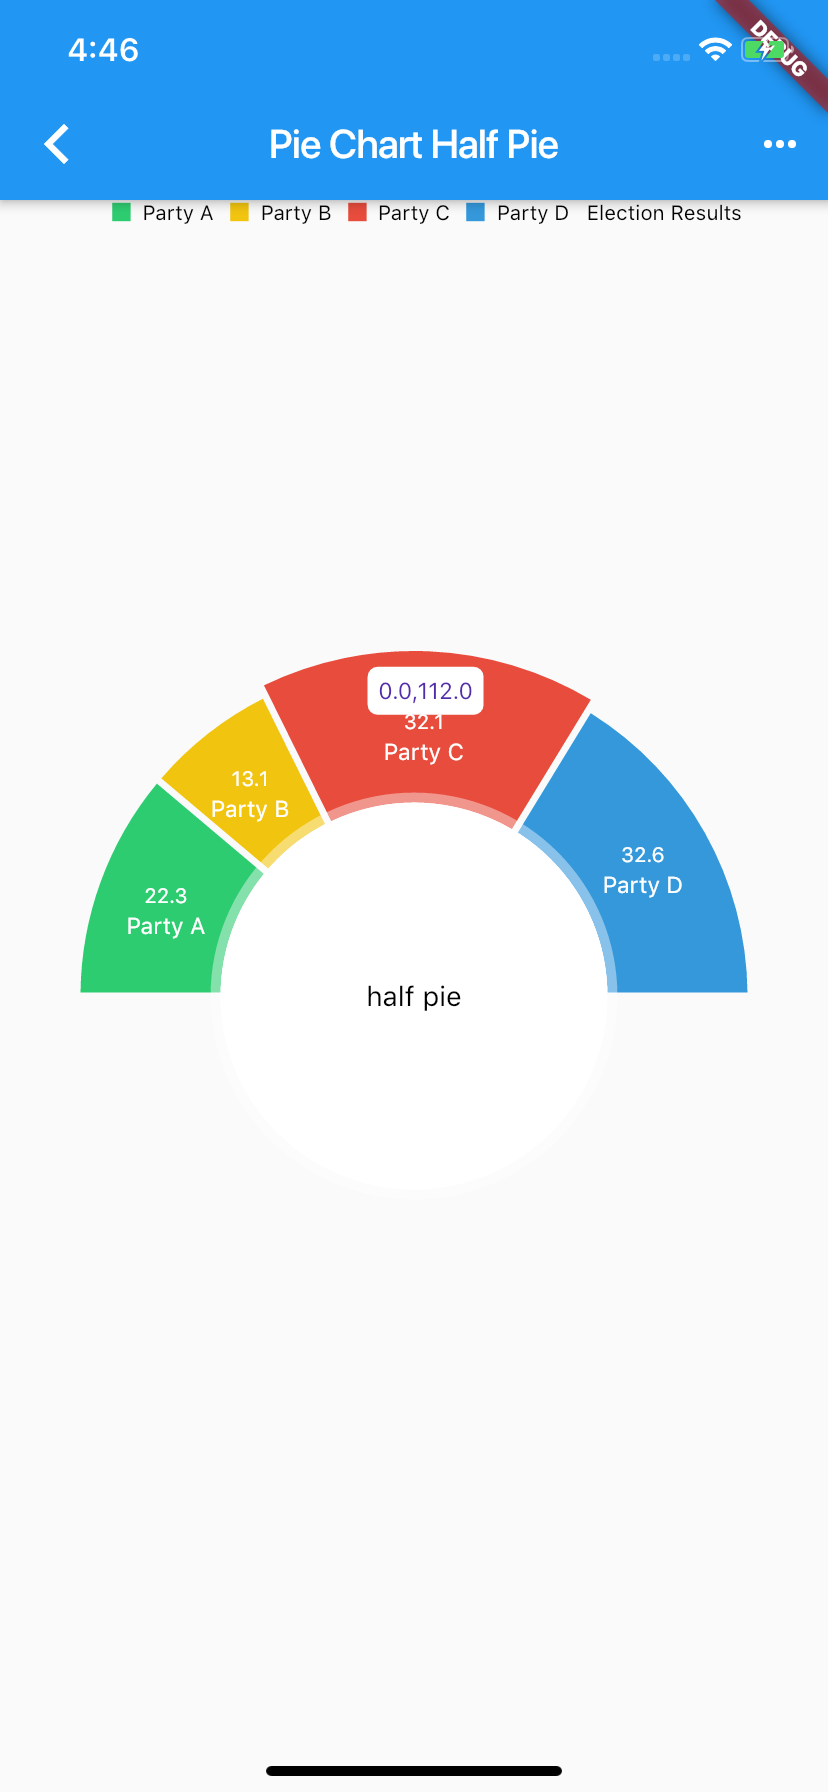 4:46
DEBUG
Pie Chart Half Pie
Party A Party B Party C Party D Election Results
0.0,112.0
32.1
Party C
13.1
Party B
32.6
Party D
22.3
Party A
half pie